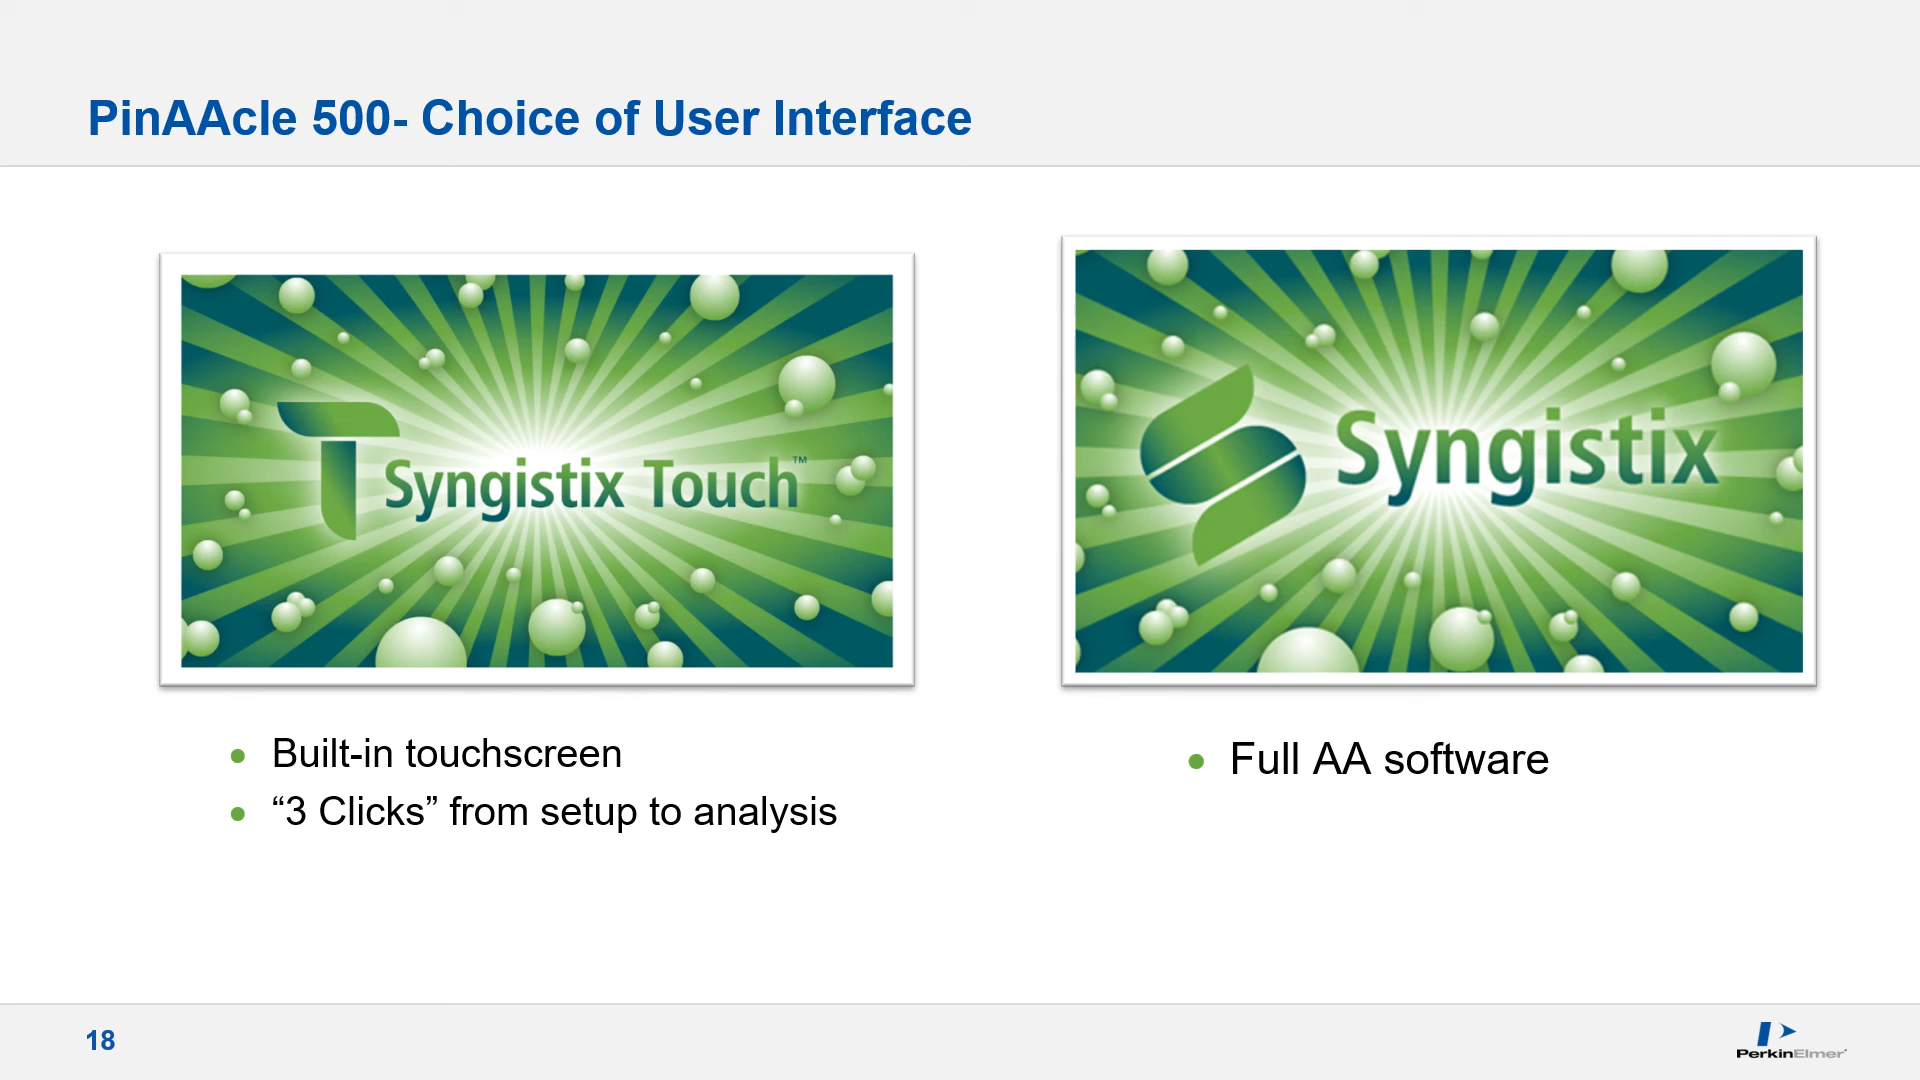 PinAAcle 500- Choice of User Interface
Syngistix Touch™
Syngistix
• Built-in touchscreen
• “3 Clicks” from setup to analysis
• Full AA software
18
PerkinElmer